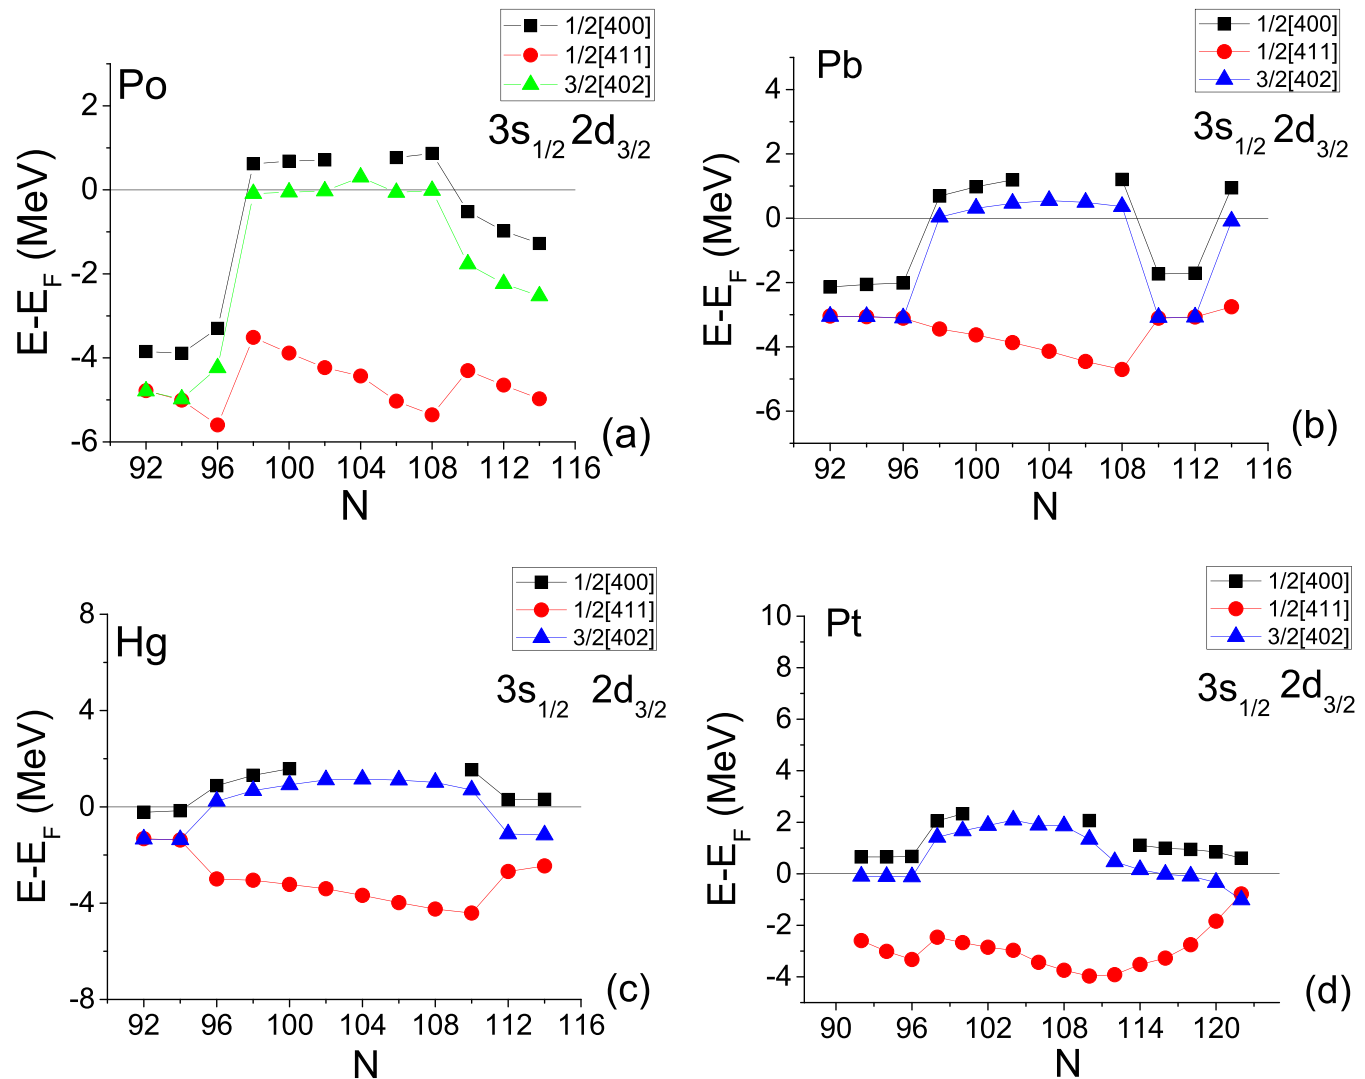 1/2[400]
1/2[411]
3/2[402]
Po
3s1/2 2d3/2
E-EF (MeV)
2
0
-2
-4
-6
92 96 100 104 108 112 116
N
(a)
1/2[400]
1/2[411]
3/2[402]
Pb
3s1/2 2d3/2
E-EF (MeV)
4
2
0
-2
-4
-6
92 96 100 104 108 112 116
N
(b)
1/2[400]
1/2[411]
3/2[402]
Hg
3s1/2 2d3/2
E-EF (MeV)
8
4
0
-4
-8
92 96 100 104 108 112 116
N
(c)
1/2[400]
1/2[411]
3/2[402]
Pt
3s1/2 2d3/2
E-EF (MeV)
10
8
6
4
2
0
-2
-4
90 96 102 108 114 120
N
(d)